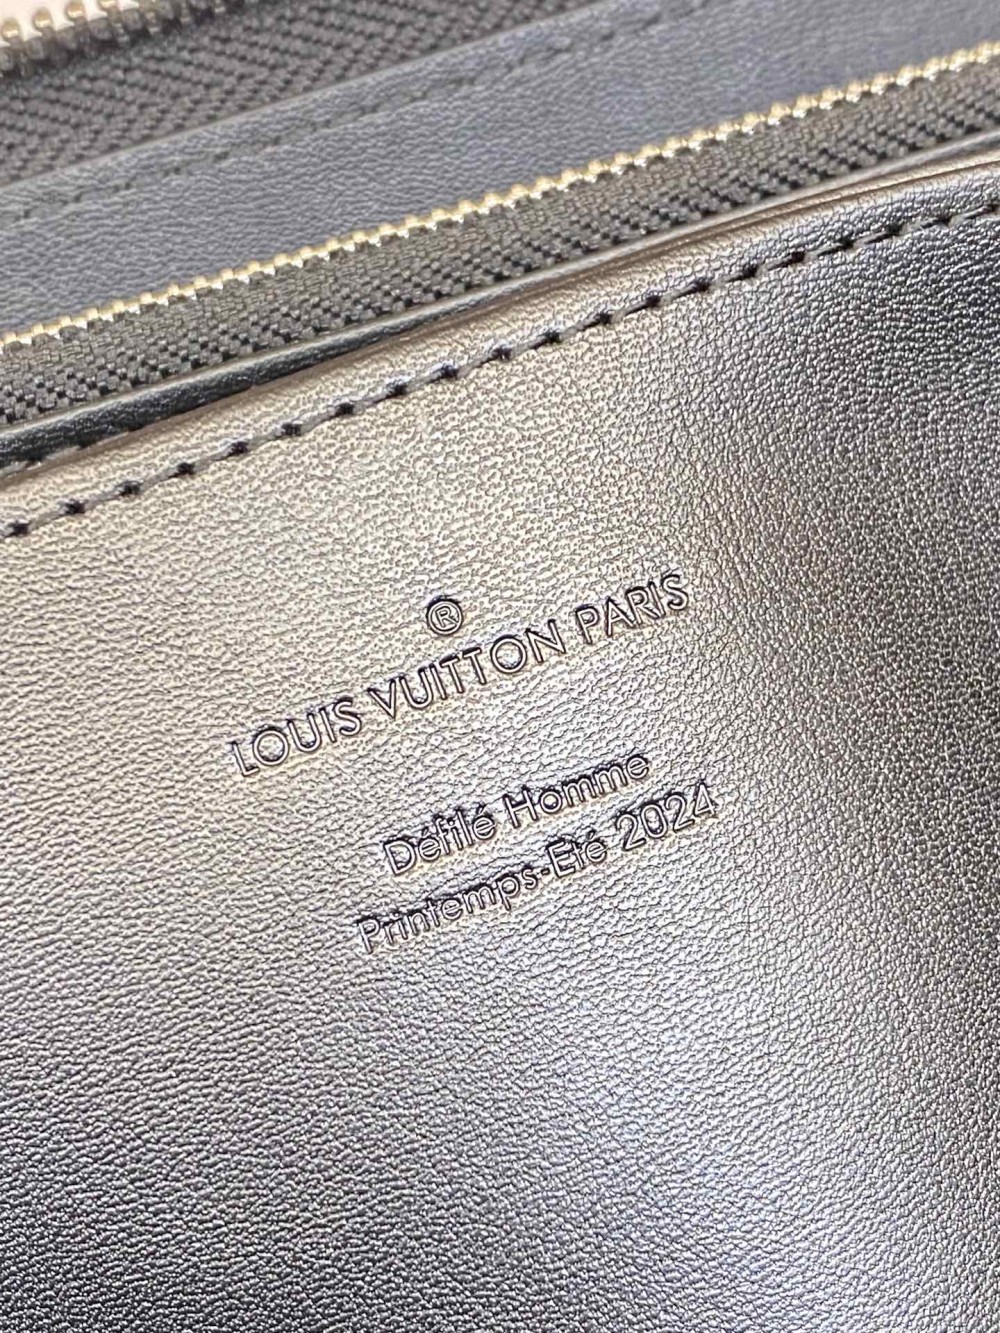 ®
LOUIS VUITTON PARIS
Défilé Homme
Printemps-Eté 2024